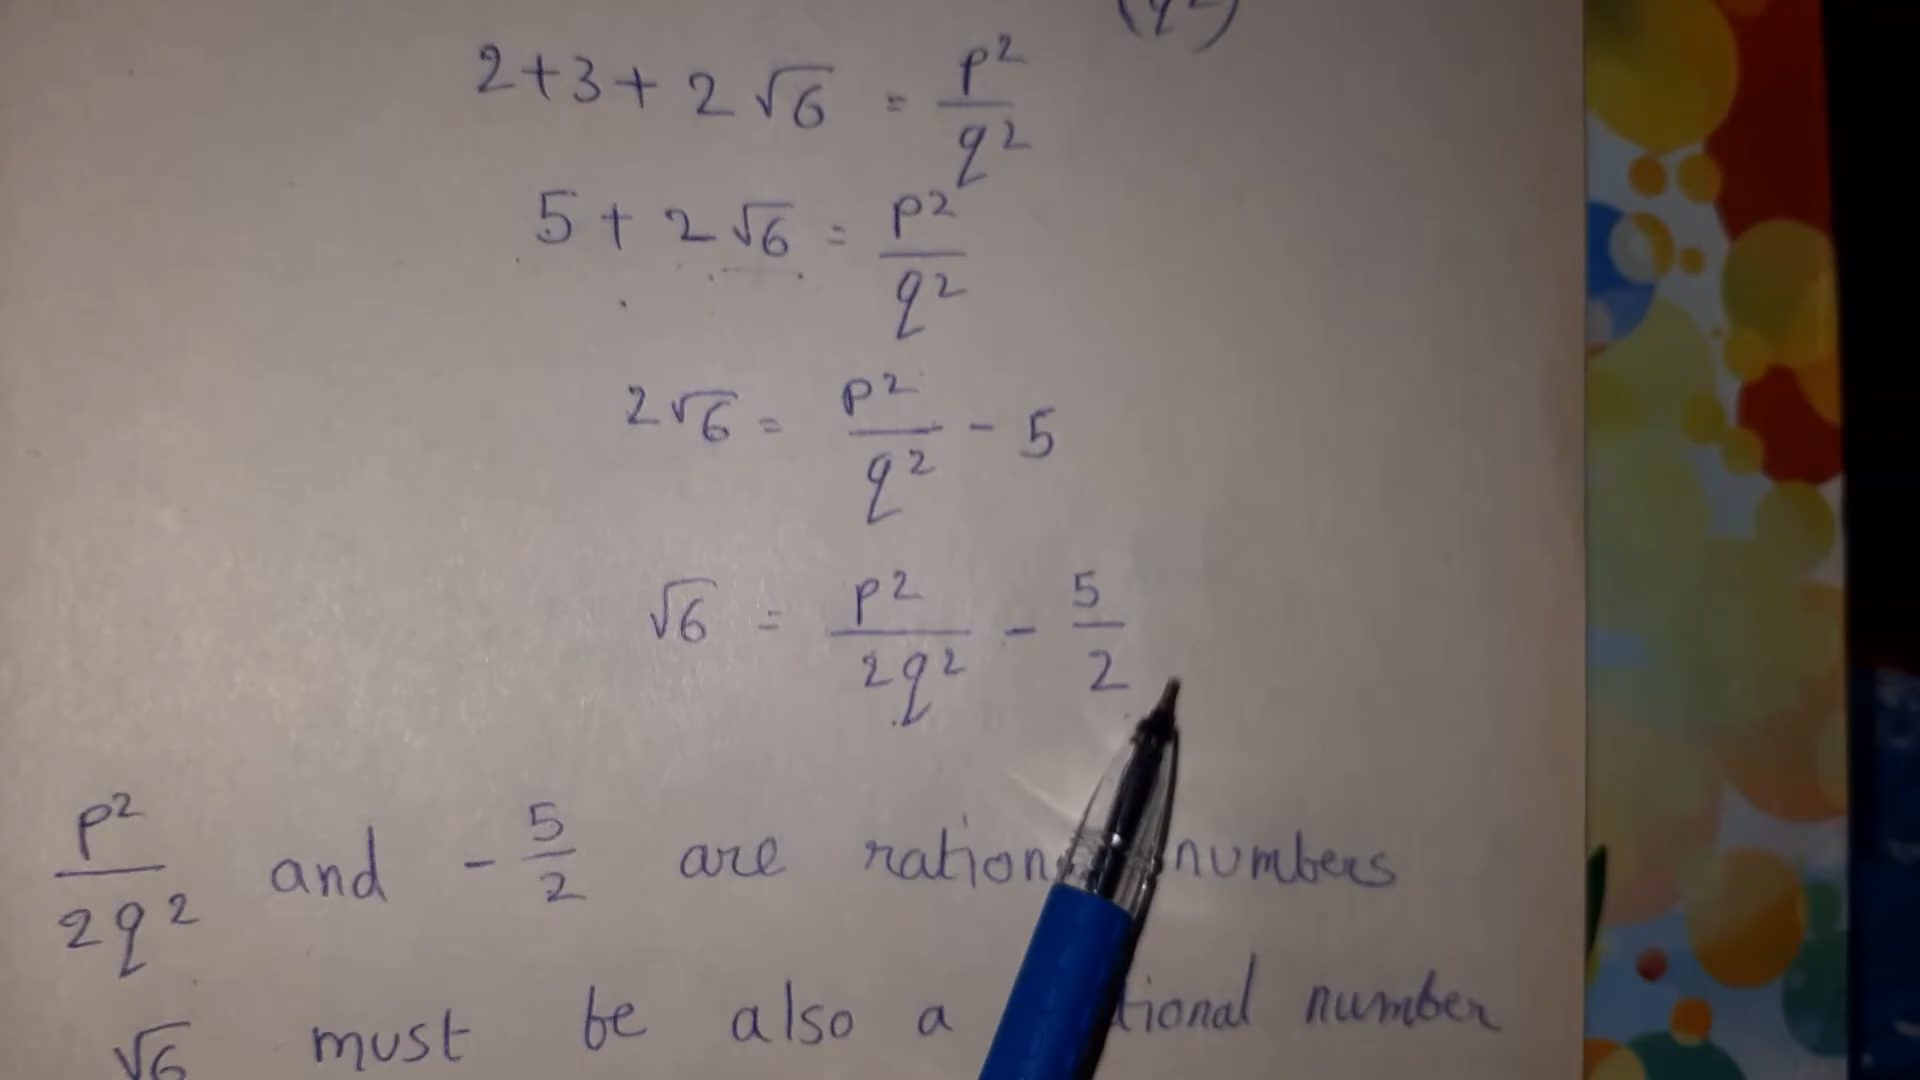 (q²)
2+3+2√6 = p²/q²
5+2√6 = p²/q²
2√6 = p²/q² - 5
√6 = p²/2q² - 5/2
p²/2q² and -5/2 are numbers
√6 must be also a number